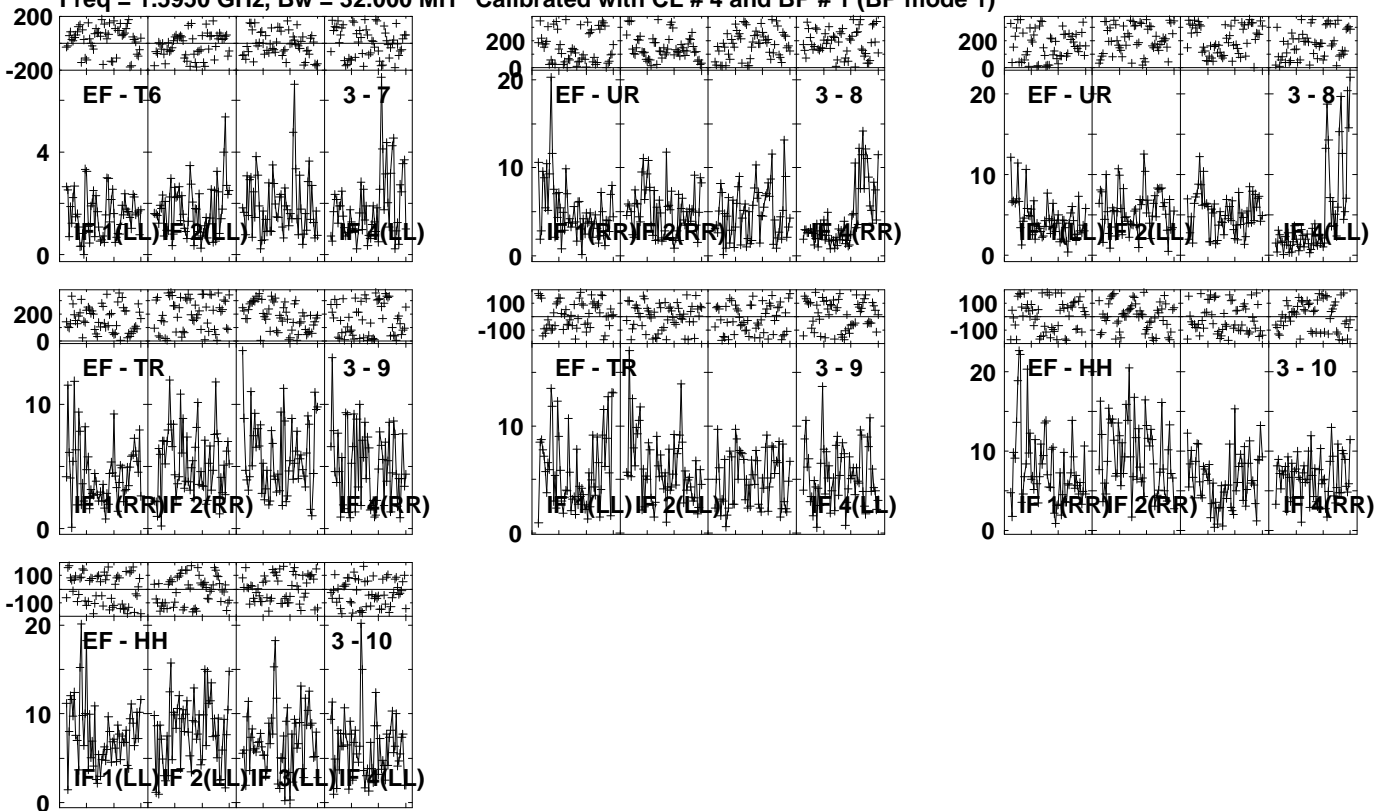 Freq = 1.5950 GHz, Bw = 32.000 MH Calibrated with CL # 4 and BP # 1 (BP mode 1)
200
-200
EF - T6 3 - 7
4
0
IF 1(LL) IF 2(LL) IF 4(LL)
200
0
EF - UR 3 - 8
10
0
IF 1(RR) IF 2(RR) IF 4(RR)
200
0
20
EF - UR 3 - 8
10
0
IF 1(LL) IF 2(LL) IF 4(LL)
200
0
EF - TR 3 - 9
10
0
IF 1(RR) IF 2(RR) IF 4(RR)
100
-100
EF - TR 3 - 9
10
0
IF 1(LL) IF 2(LL) IF 4(LL)
100
-100
20
EF - HH 3 - 10
10
0
IF 1(RR) IF 2(RR) IF 4(RR)
100
-100
20
EF - HH 3 - 10
10
0
IF 1(LL) IF 2(LL) IF 3(LL) IF 4(LL)